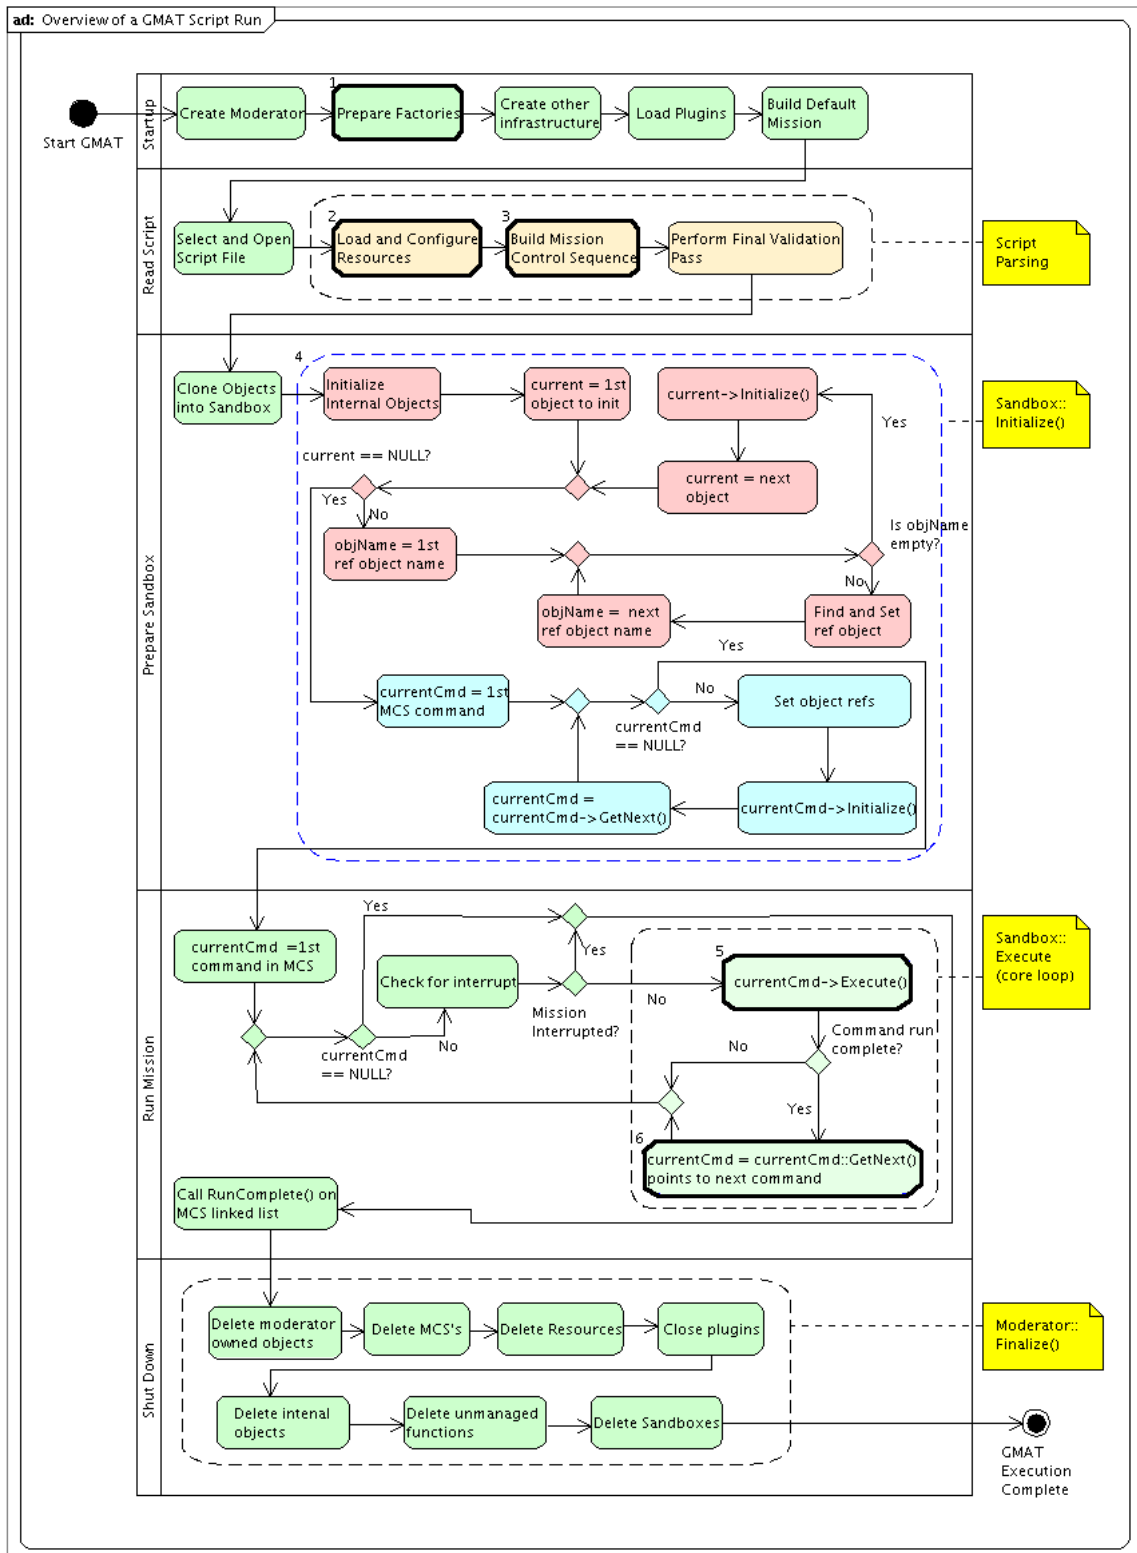 ad: Overview of a GMAT Script Run
Startup
Start GMAT
Create Moderator
1
Prepare Factories
Create other
infrastructure
Load Plugins
Build Default
Mission
Read Script
Select and Open
Script File
2
Load and Configure
Resources
3
Build Mission
Control Sequence
Perform Final Validation
Pass
Script
Parsing
Prepare Sandbox
4
Clone Objects
into Sandbox
Initialize
Internal Objects
current = 1st
object to init
current->Initialize()
Yes
Sandbox::
Initialize()
current == NULL?
current = next
object
Yes
No
objName = 1st
ref object name
Is objName
empty?
No
objName = next
ref object name
Find and Set
ref object
Yes
currentCmd = 1st
MCS command
No
currentCmd
== NULL?
Set object refs
currentCmd =
currentCmd->GetNext()
currentCmd->Initialize()
Run Mission
Yes
currentCmd =1st
command in MCS
Check for interrupt
Yes
5
currentCmd->Execute()
Sandbox::
Execute
(core loop)
No
Mission
Interrupted?
currentCmd
== NULL?
No
Command run
complete?
No
Yes
6
currentCmd = currentCmd::GetNext()
points to next command
Call RunComplete() on
MCS linked list
Shut Down
Delete moderator
owned objects
Delete MCS's
Delete Resources
Close plugins
Moderator::
Finalize()
Delete intenal
objects
Delete unmanaged
functions
Delete Sandboxes
GMAT
Execution
Complete